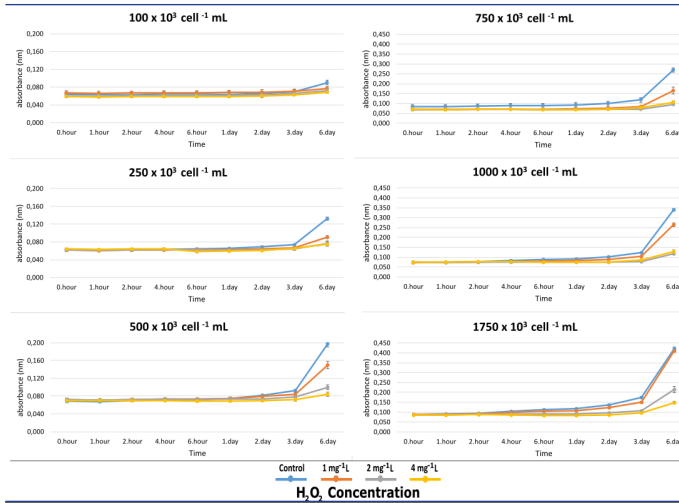 100 x 10³ cell ⁻¹ mL
0,200
0,160
0,120
0,080
0,040
0,000
absorbance (nm)
0.hour 1.hour 2.hour 4.hour 6.hour 1.day 2.day 3.day 6.day
Time
750 x 10³ cell ⁻¹ mL
0,450
0,400
0,350
0,300
0,250
0,200
0,150
0,100
0,050
0,000
absorbance (nm)
0.hour 1.hour 2.hour 4.hour 6.hour 1.day 2.day 3.day 6.day
Time
250 x 10³ cell ⁻¹ mL
0,200
0,160
0,120
0,080
0,040
0,000
absorbance (nm)
0.hour 1.hour 2.hour 4.hour 6.hour 1.day 2.day 3.day 6.day
Time
1000 x 10³ cell ⁻¹ mL
0,450
0,400
0,350
0,300
0,250
0,200
0,150
0,100
0,050
0,000
absorbance (nm)
0.hour 1.hour 2.hour 4.hour 6.hour 1.day 2.day 3.day 6.day
Time
500 x 10³ cell ⁻¹ mL
0,200
0,160
0,120
0,080
0,040
0,000
absorbance (nm)
0.hour 1.hour 2.hour 4.hour 6.hour 1.day 2.day 3.day 6.day
Time
1750 x 10³ cell ⁻¹ mL
0,450
0,400
0,350
0,300
0,250
0,200
0,150
0,100
0,050
0,000
absorbance (nm)
0.hour 1.hour 2.hour 4.hour 6.hour 1.day 2.day 3.day 6.day
Time
Control 1 mg⁻¹L 2 mg⁻¹L 4 mg⁻¹L
H₂O₂ Concentration